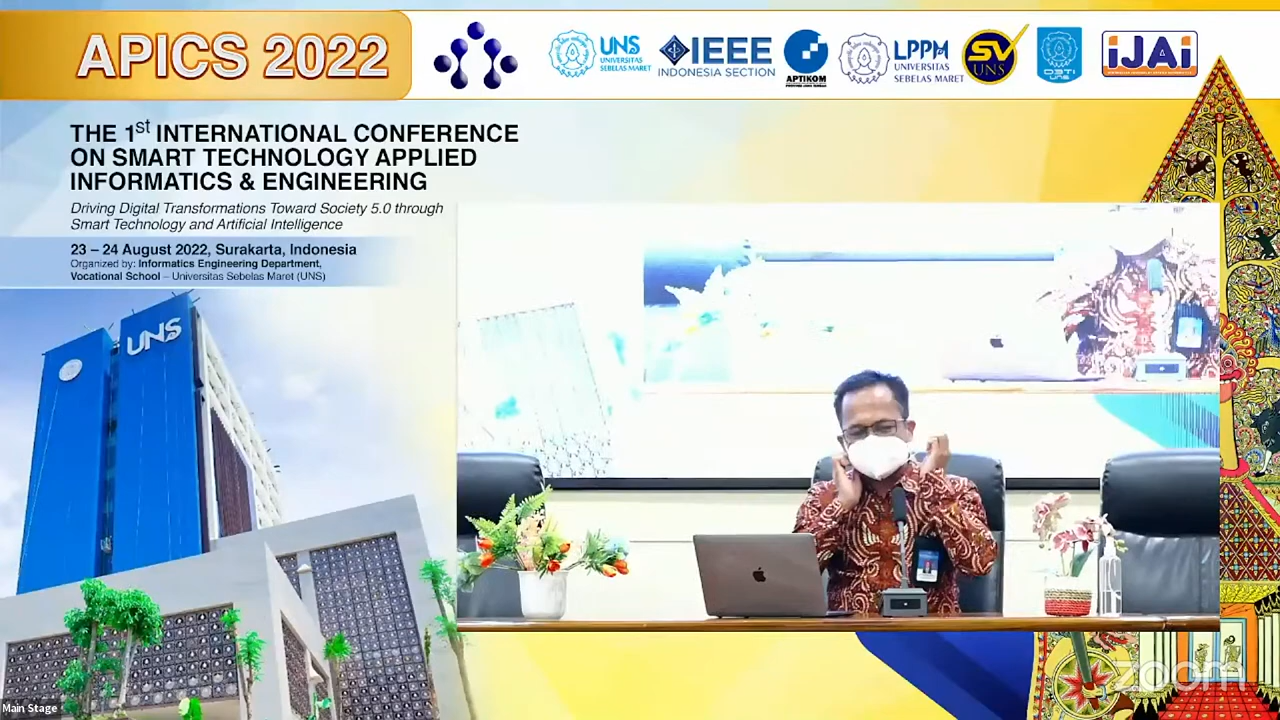 APICS 2022
UNS
UNIVERSITAS
SEBELAS MARET
IEEE
INDONESIA SECTION
APTIKOM
LPPM
UNIVERSITAS
SEBELAS MARET
SV
UNS
D3TI
UNS
iJAi
THE 1st INTERNATIONAL CONFERENCE
ON SMART TECHNOLOGY APPLIED
INFORMATICS & ENGINEERING
Driving Digital Transformations Toward Society 5.0 through
Smart Technology and Artificial Intelligence
23 – 24 August 2022, Surakarta, Indonesia
Organized by: Informatics Engineering Department,
Vocational School – Universitas Sebelas Maret (UNS)
UNS
Main Stage
zoom